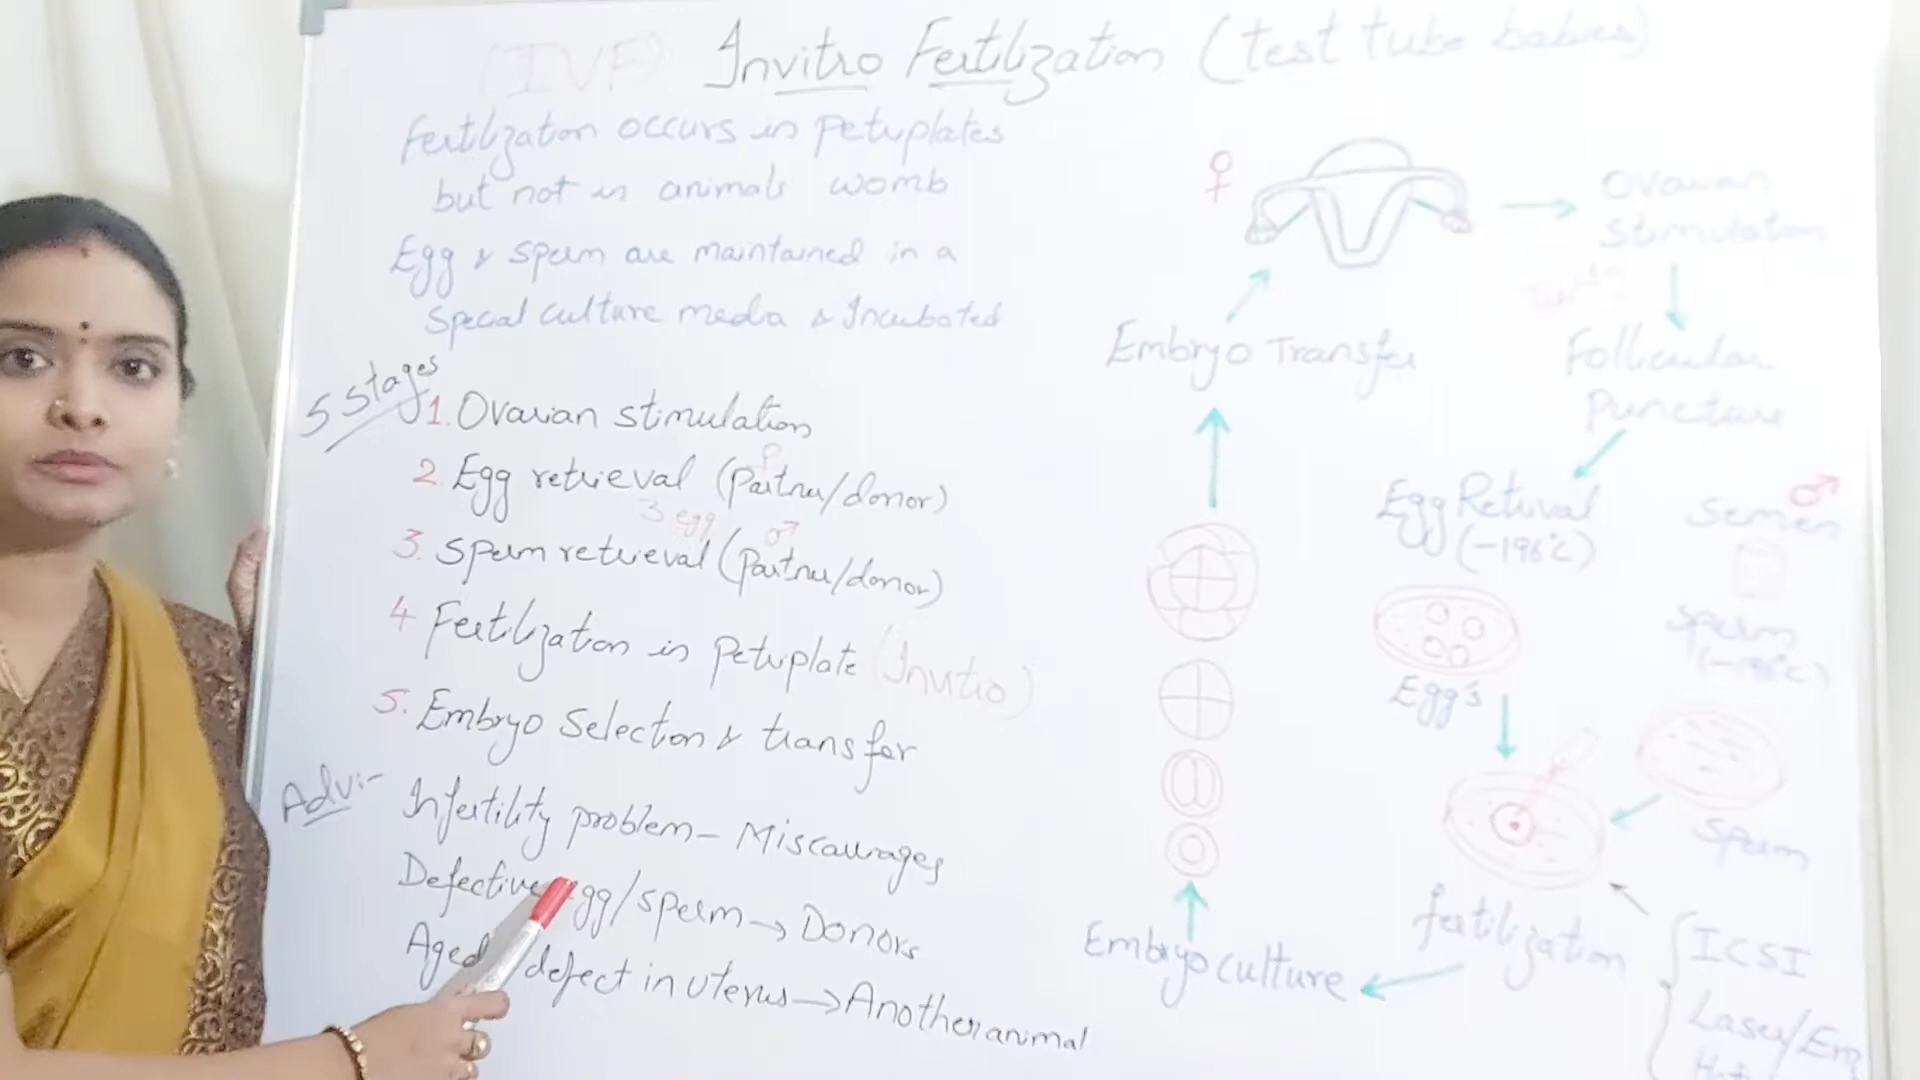 (IVF) Invitro Fertilization (test tube babies)
Fertilization occurs in Petriplates
but not in animals womb
Egg & sperm are maintained in a
special culture media & Incubated
5 stages
1. Ovarian stimulation
2. Egg retrieval (Partner/donor)
♀
3 egg
3. Sperm retrieval (Partner/donor)
♂
4 Fertilization in petriplate (Invitro)
5. Embryo Selection & transfer
Adv:-
Infertility problem - Miscarriages
Defective Egg/sperm → Donors
Aged /defect in uterus → Another animal
♀
Ovarian
Stimulation
Follicular
Puncture
Egg Retrival
(-196°C)
Egg's
♂
Semen
Sperm
(-196°C)
Sperm
fertilization
ICSI
Laser/
Embryo culture
Embryo Transfer